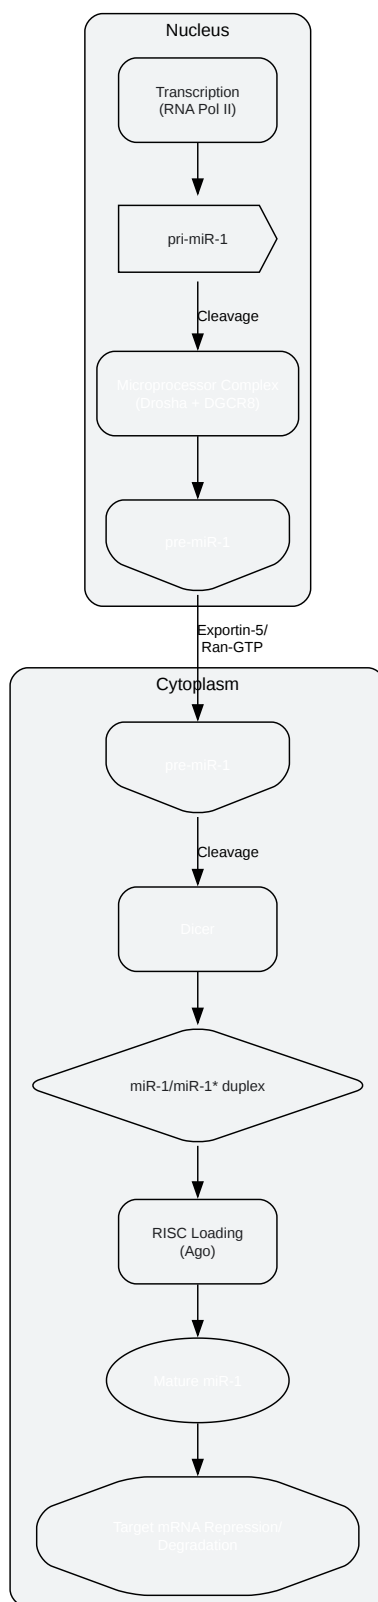 Nucleus
Transcription
(RNA Pol II)
pri-miR-1
Cleavage
Microprocessor Complex
(Drosha + DGCR8)
pre-miR-1
Exportin-5/
Ran-GTP
Cytoplasm
pre-miR-1
Cleavage
Dicer
miR-1/miR-1* duplex
RISC Loading
(Ago)
Mature miR-1
Target mRNA Repression/
Degradation